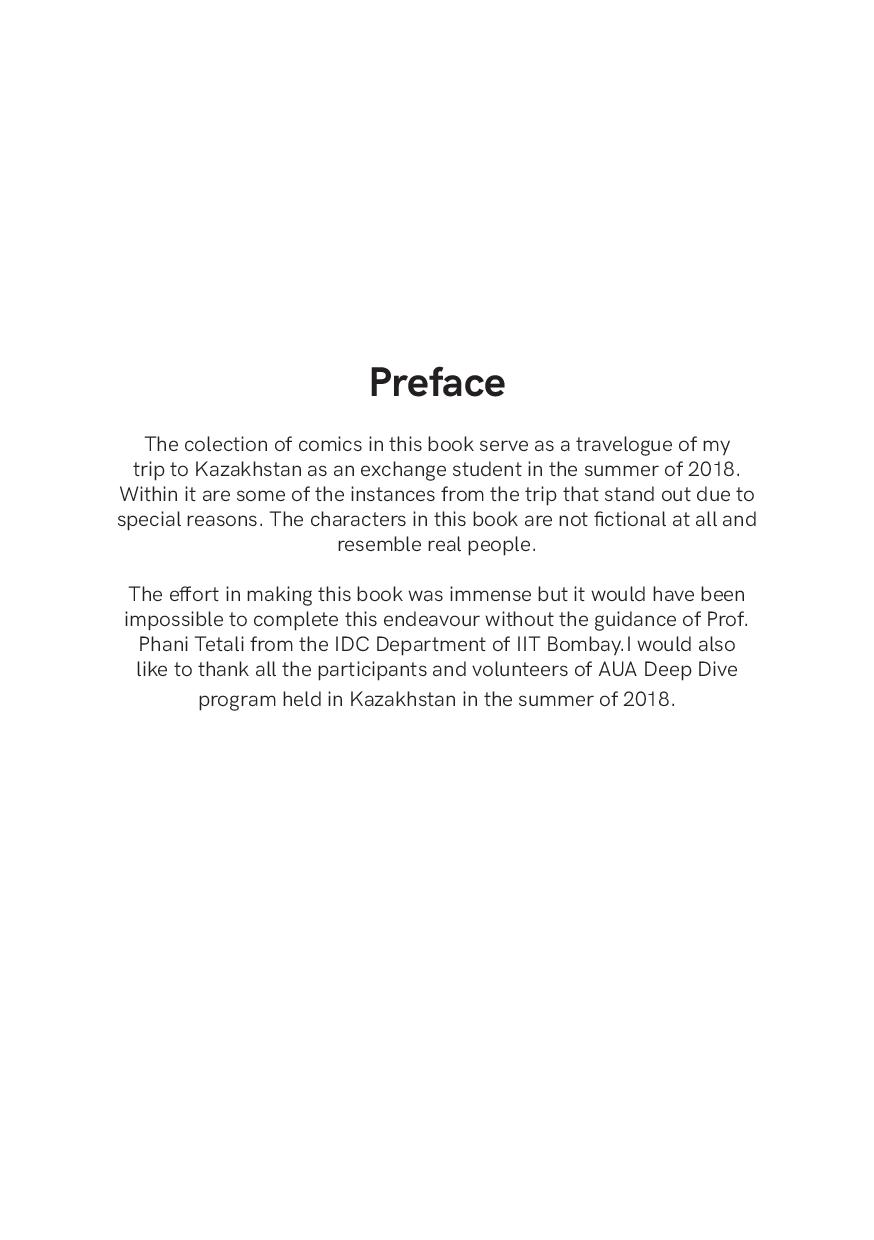 Preface
The colection of comics in this book serve as a travelogue of my
trip to Kazakhstan as an exchange student in the summer of 2018.
Within it are some of the instances from the trip that stand out due to
special reasons. The characters in this book are not fictional at all and
resemble real people.
The effort in making this book was immense but it would have been
impossible to complete this endeavour without the guidance of Prof.
Phani Tetali from the IDC Department of IIT Bombay.I would also
like to thank all the participants and volunteers of AUA Deep Dive
program held in Kazakhstan in the summer of 2018.